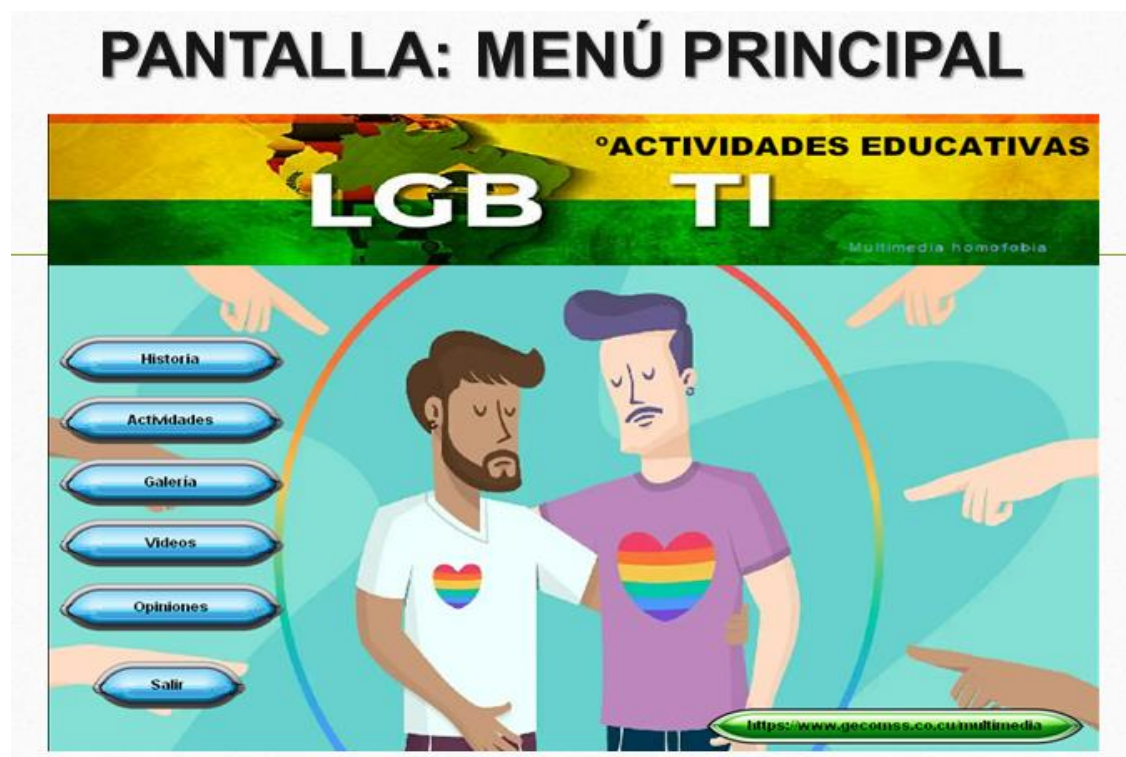 PANTALLA: MENÚ PRINCIPAL
ºACTIVIDADES EDUCATIVAS
LGB TI
Multimedia homofobia
Historia
Actividades
Galería
Videos
Opiniones
Salir
https://www.gecomss.co.cu/multimedia